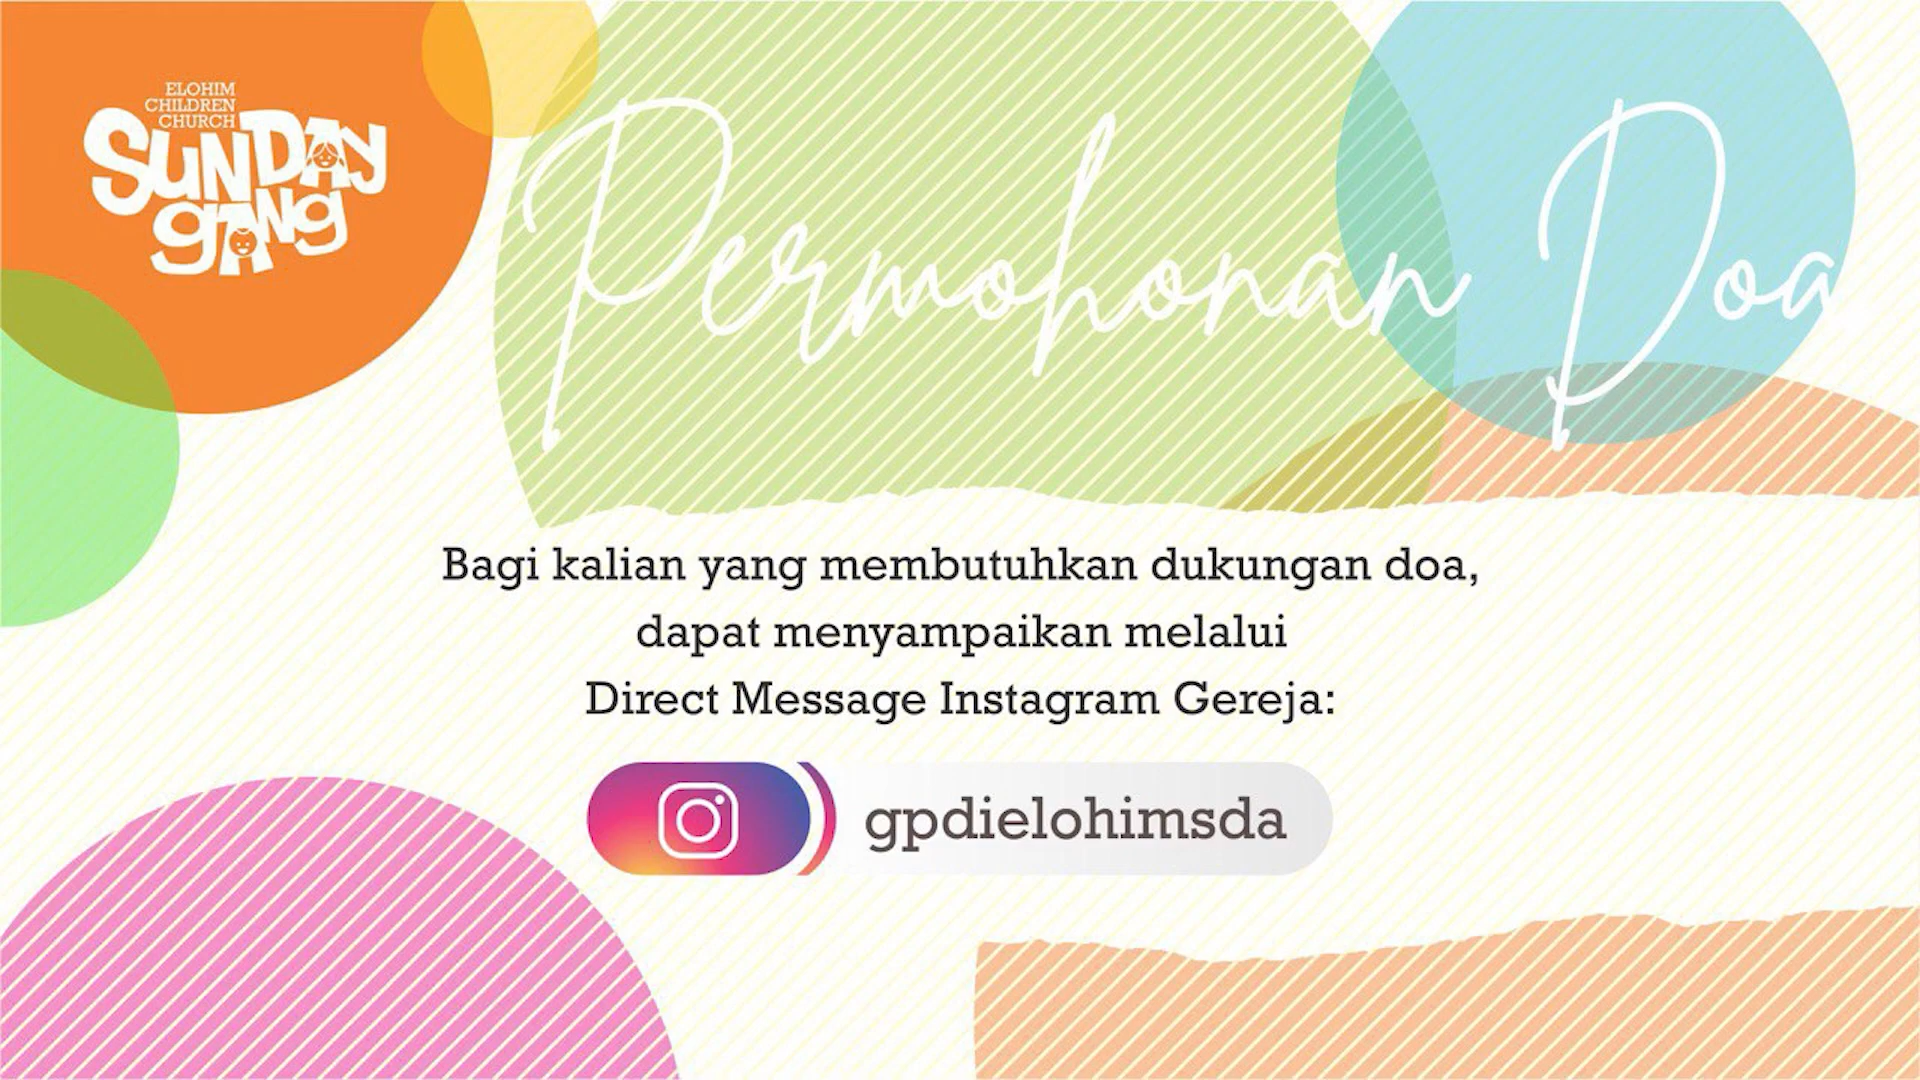 ELOHIM
CHILDREN
CHURCH
SUNDAY
gANg
Permohonan Doa
Bagi kalian yang membutuhkan dukungan doa,
dapat menyampaikan melalui
Direct Message Instagram Gereja:
gpdielohimsda